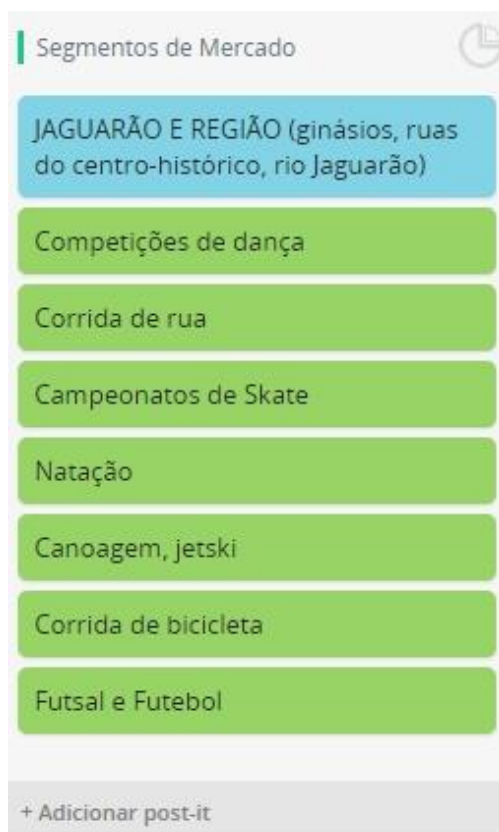 Segmentos de Mercado
JAGUARÃO E REGIÃO (ginásios, ruas
do centro-histórico, rio Jaguarão)
Competições de dança
Corrida de rua
Campeonatos de Skate
Natação
Canoagem, jetski
Corrida de bicicleta
Futsal e Futebol
+ Adicionar post-it